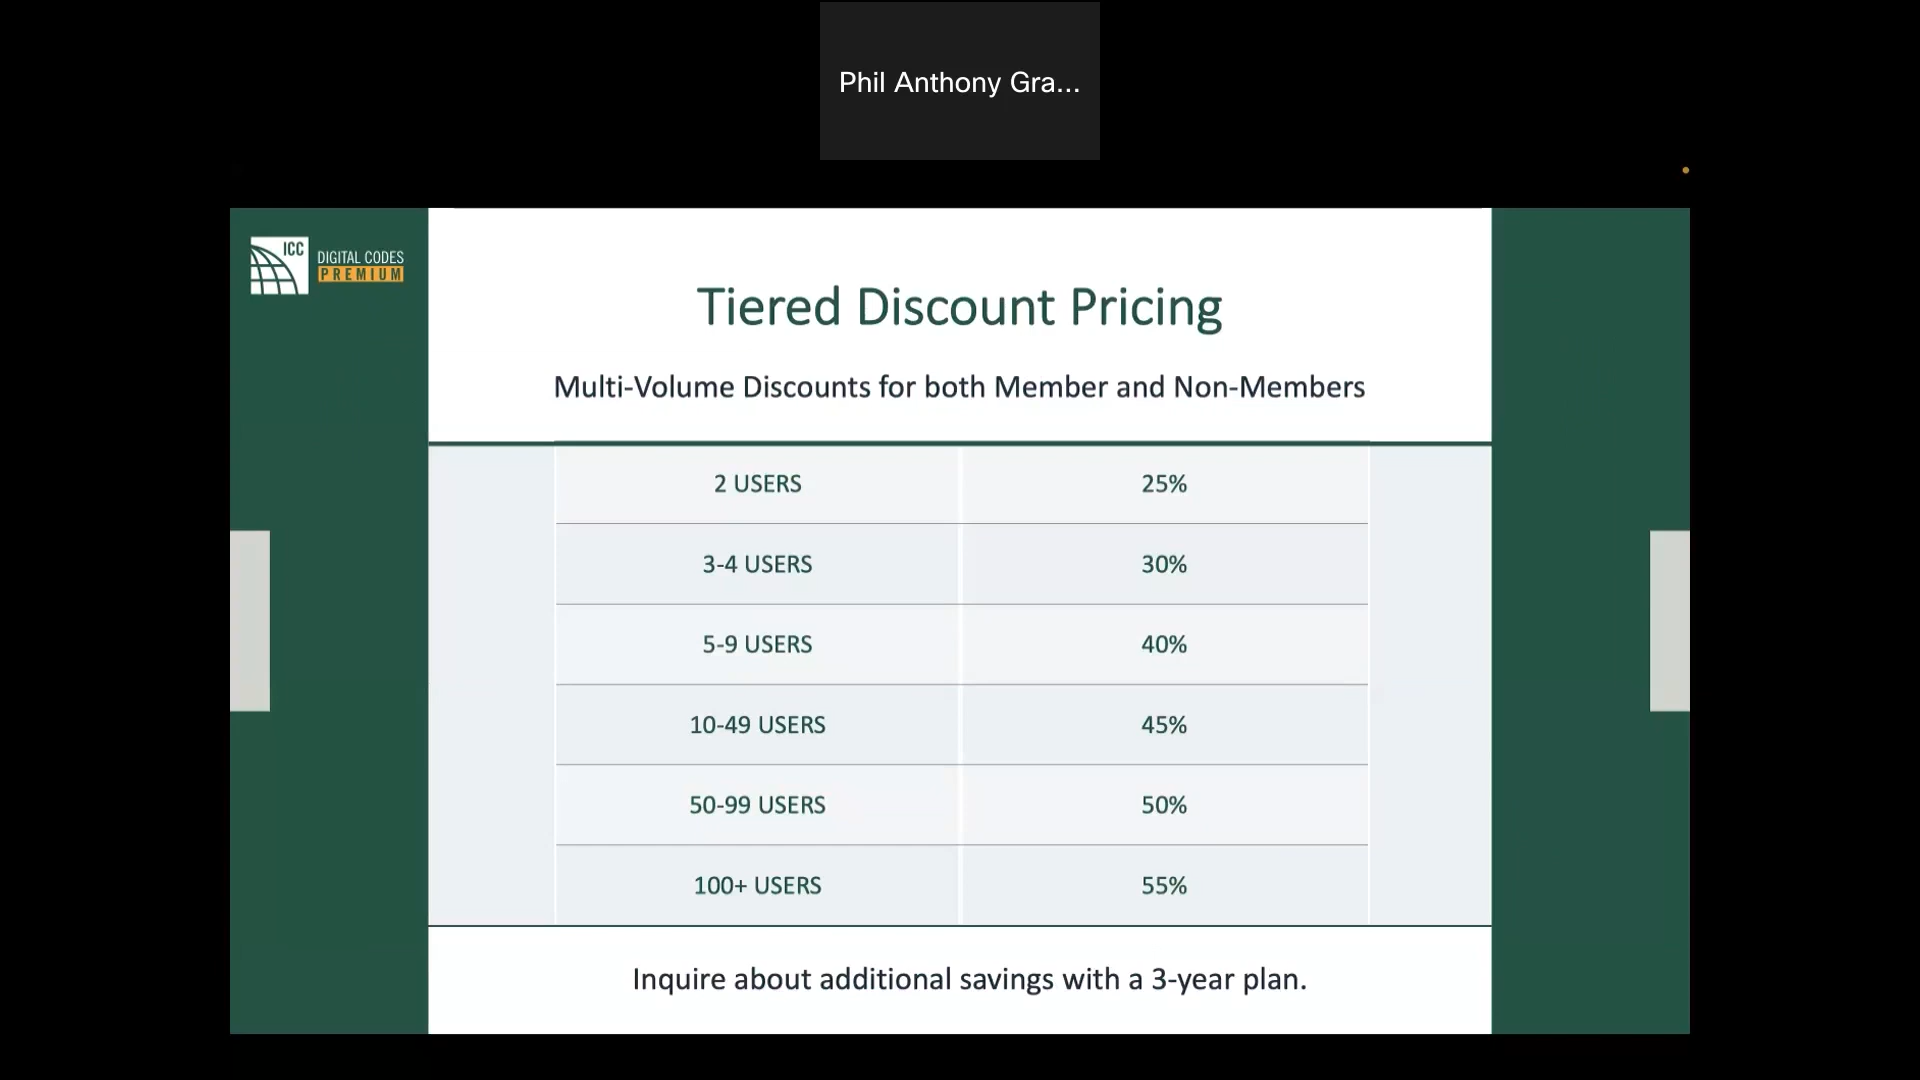 Phil Anthony Gra...
ICC
DIGITAL CODES
PREMIUM
Tiered Discount Pricing
Multi-Volume Discounts for both Member and Non-Members
2 USERS 25%
3-4 USERS 30%
5-9 USERS 40%
10-49 USERS 45%
50-99 USERS 50%
100+ USERS 55%
Inquire about additional savings with a 3-year plan.